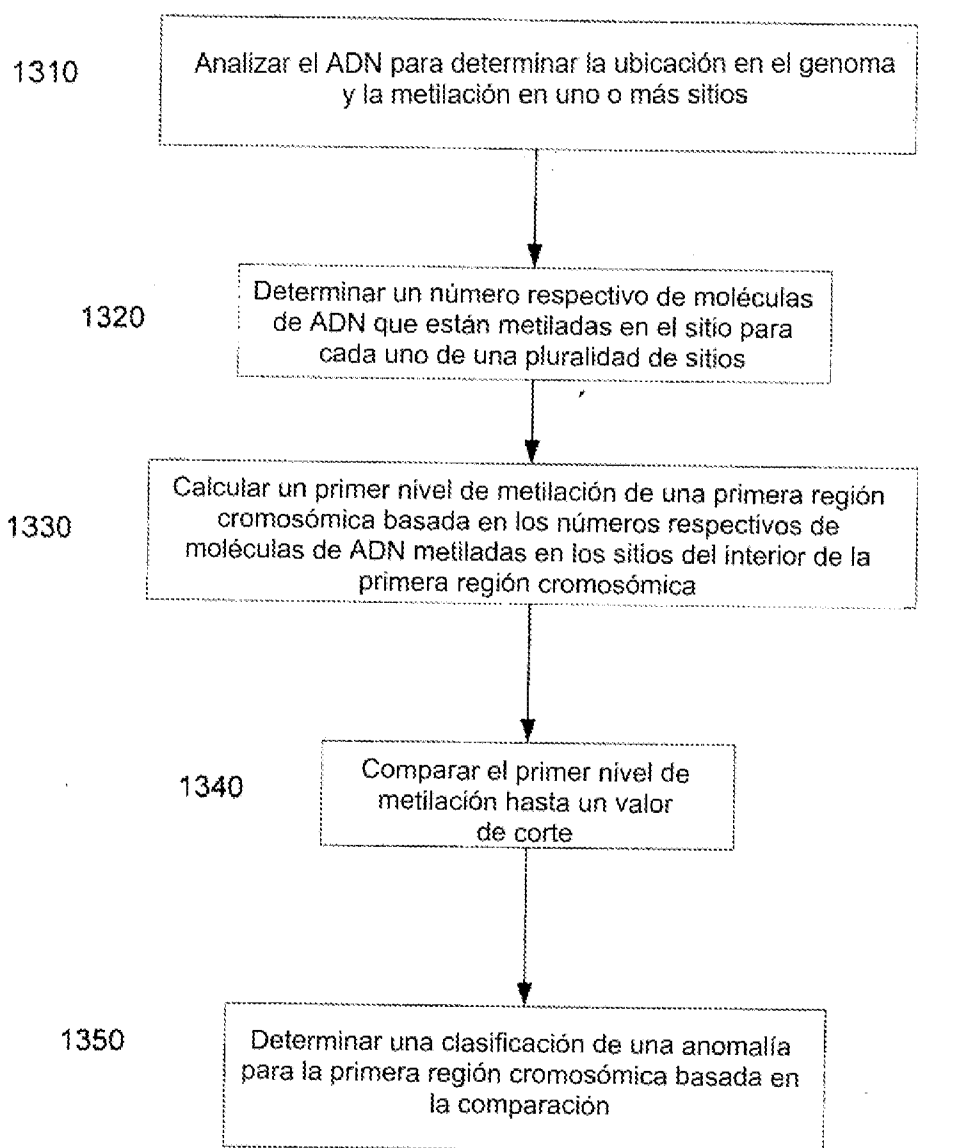 1310
Analizar el ADN para determinar la ubicación en el genoma
y la metilación en uno o más sitios
1320
Determinar un número respectivo de moléculas
de ADN que están metiladas en el sitio para
cada uno de una pluralidad de sitios
1330
Calcular un primer nivel de metilación de una primera región
cromosómica basada en los números respectivos de
moléculas de ADN metiladas en los sitios del interior de la
primera región cromosómica
1340
Comparar el primer nivel de
metilación hasta un valor
de corte
1350
Determinar una clasificación de una anomalía
para la primera región cromosómica basada en
la comparación